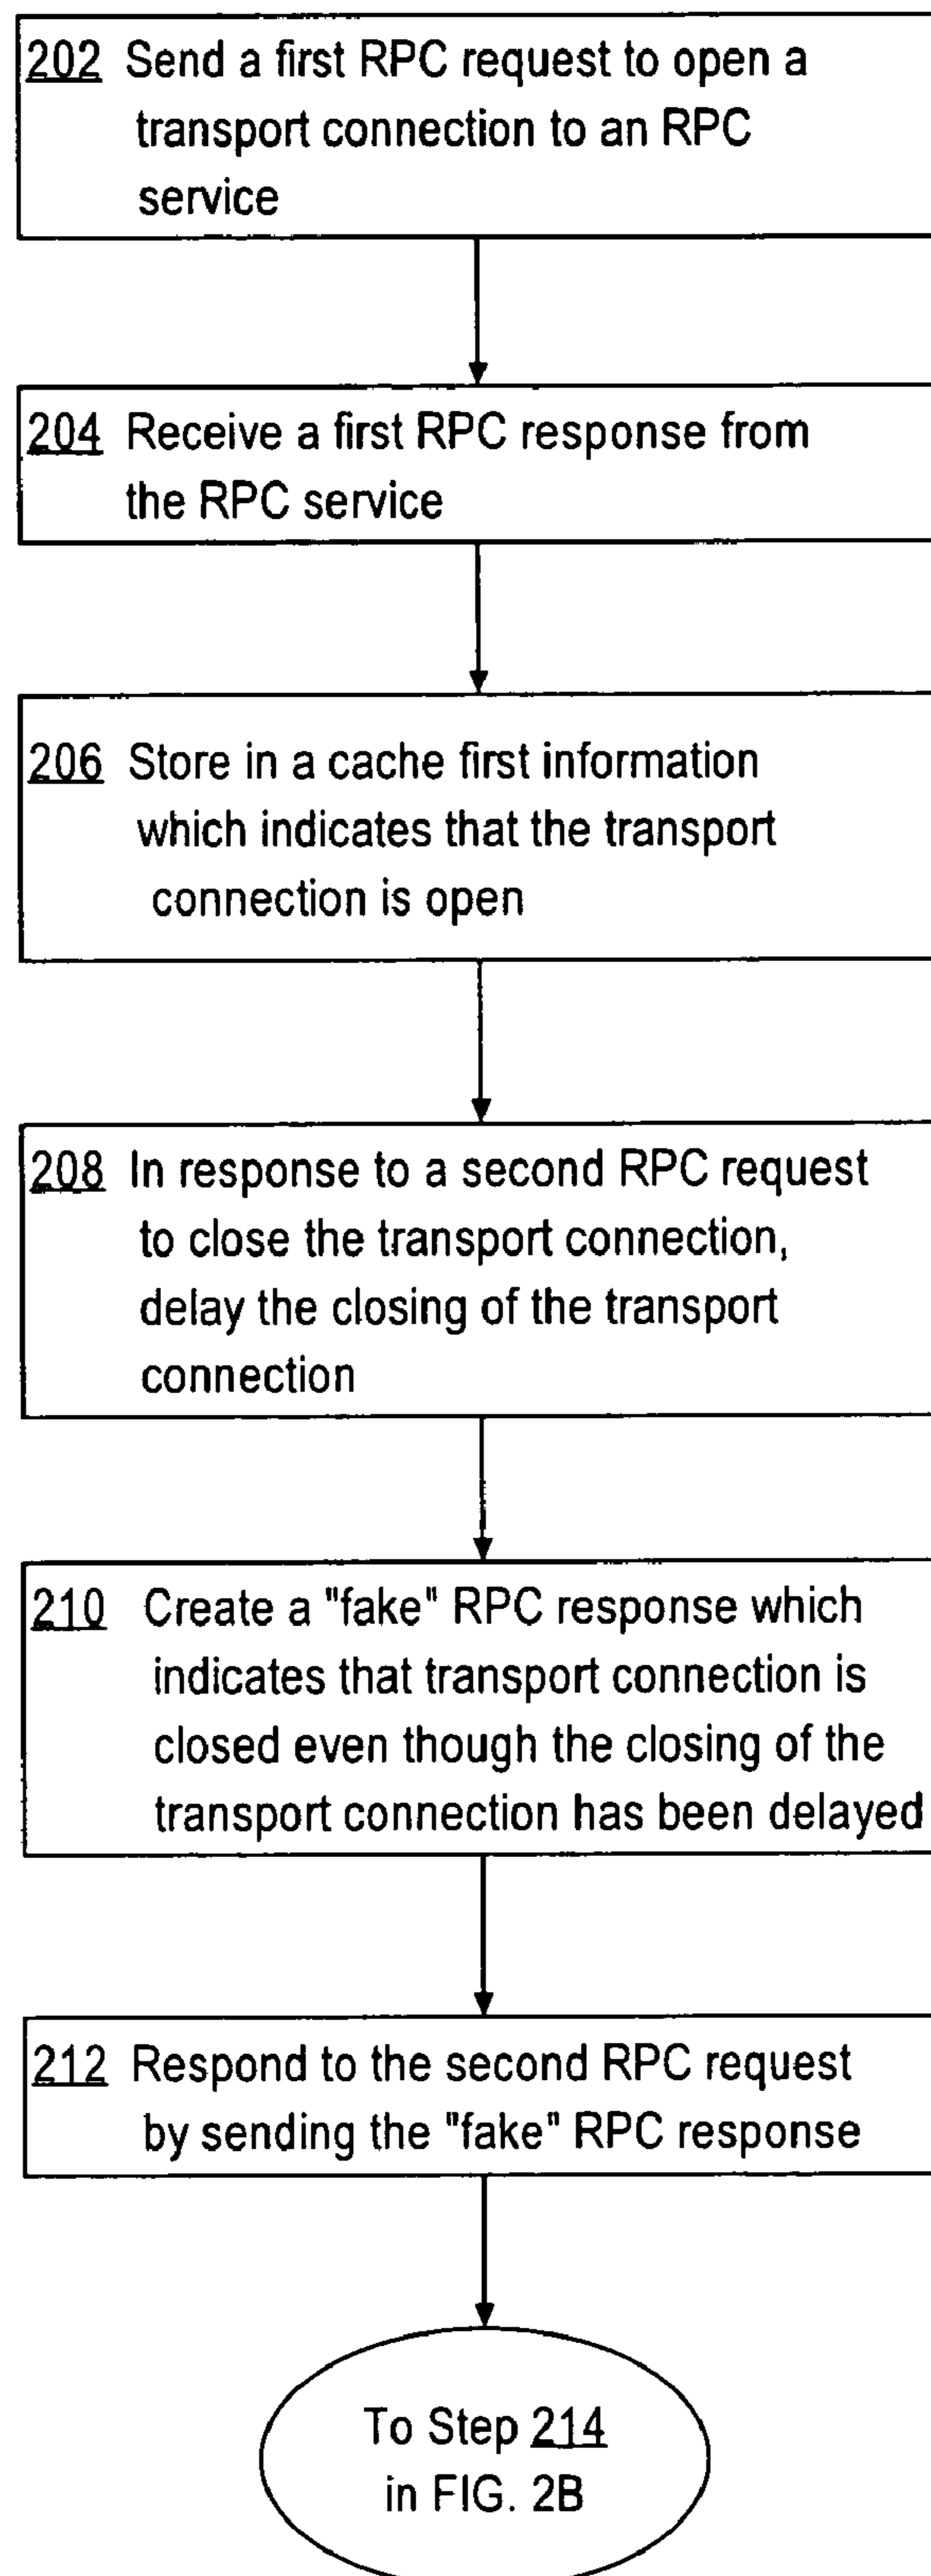 202 Send a first RPC request to open a
transport connection to an RPC
service
204 Receive a first RPC response from
the RPC service
206 Store in a cache first information
which indicates that the transport
connection is open
208 In response to a second RPC request
to close the transport connection,
delay the closing of the transport
connection
210 Create a "fake" RPC response which
indicates that transport connection is
closed even though the closing of the
transport connection has been delayed
212 Respond to the second RPC request
by sending the "fake" RPC response
To Step 214
in FIG. 2B